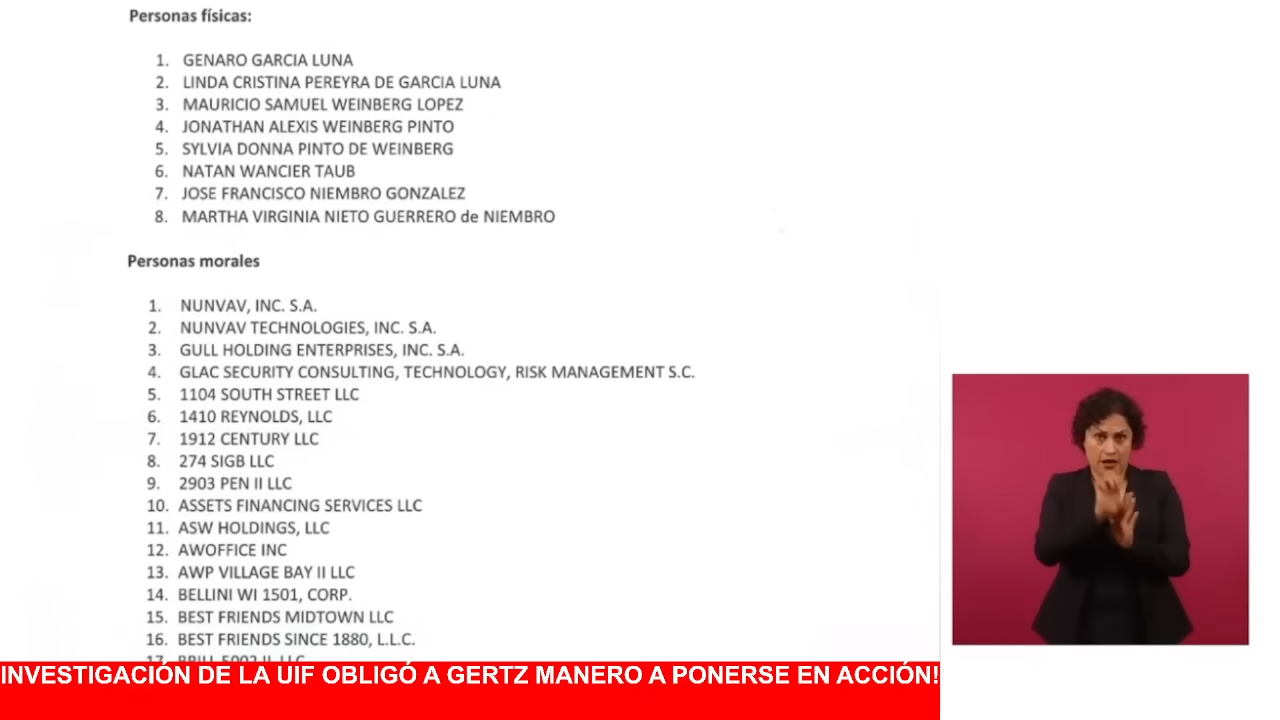 Personas físicas:
1. GENARO GARCIA LUNA
2. LINDA CRISTINA PEREYRA DE GARCIA LUNA
3. MAURICIO SAMUEL WEINBERG LOPEZ
4. JONATHAN ALEXIS WEINBERG PINTO
5. SYLVIA DONNA PINTO DE WEINBERG
6. NATAN WANCIER TAUB
7. JOSE FRANCISCO NIEMBRO GONZALEZ
8. MARTHA VIRGINIA NIETO GUERRERO de NIEMBRO
Personas morales
1. NUNVAV, INC. S.A.
2. NUNVAV TECHNOLOGIES, INC. S.A.
3. GULL HOLDING ENTERPRISES, INC. S.A.
4. GLAC SECURITY CONSULTING, TECHNOLOGY, RISK MANAGEMENT S.C.
5. 1104 SOUTH STREET LLC
6. 1410 REYNOLDS, LLC
7. 1912 CENTURY LLC
8. 274 SIGB LLC
9. 2903 PEN II LLC
10. ASSETS FINANCING SERVICES LLC
11. ASW HOLDINGS, LLC
12. AWOFFICE INC
13. AWP VILLAGE BAY II LLC
14. BELLINI WI 1501, CORP.
15. BEST FRIENDS MIDTOWN LLC
16. BEST FRIENDS SINCE 1880, L.L.C.
17. BRILL 5002 II, LLC
INVESTIGACIÓN DE LA UIF OBLIGÓ A GERTZ MANERO A PONERSE EN ACCIÓN!